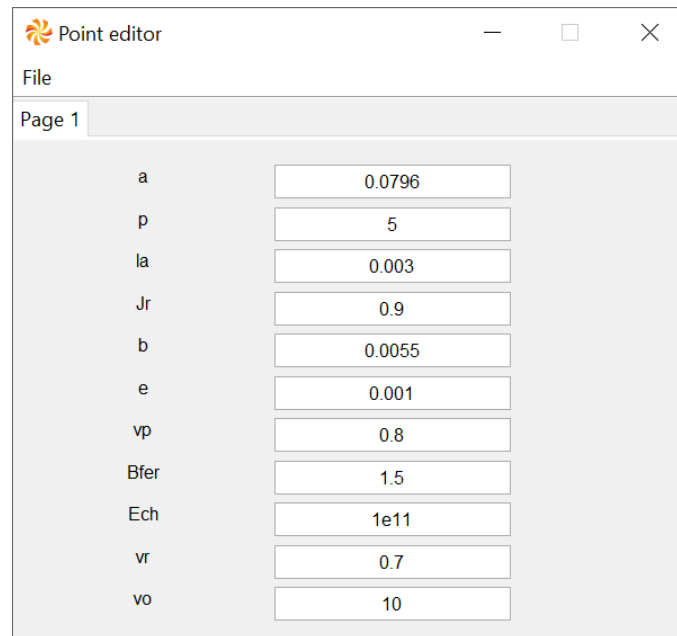 Point editor
File
Page 1
a 0.0796
p 5
la 0.003
Jr 0.9
b 0.0055
e 0.001
vp 0.8
Bfer 1.5
Ech 1e11
vr 0.7
vo 10